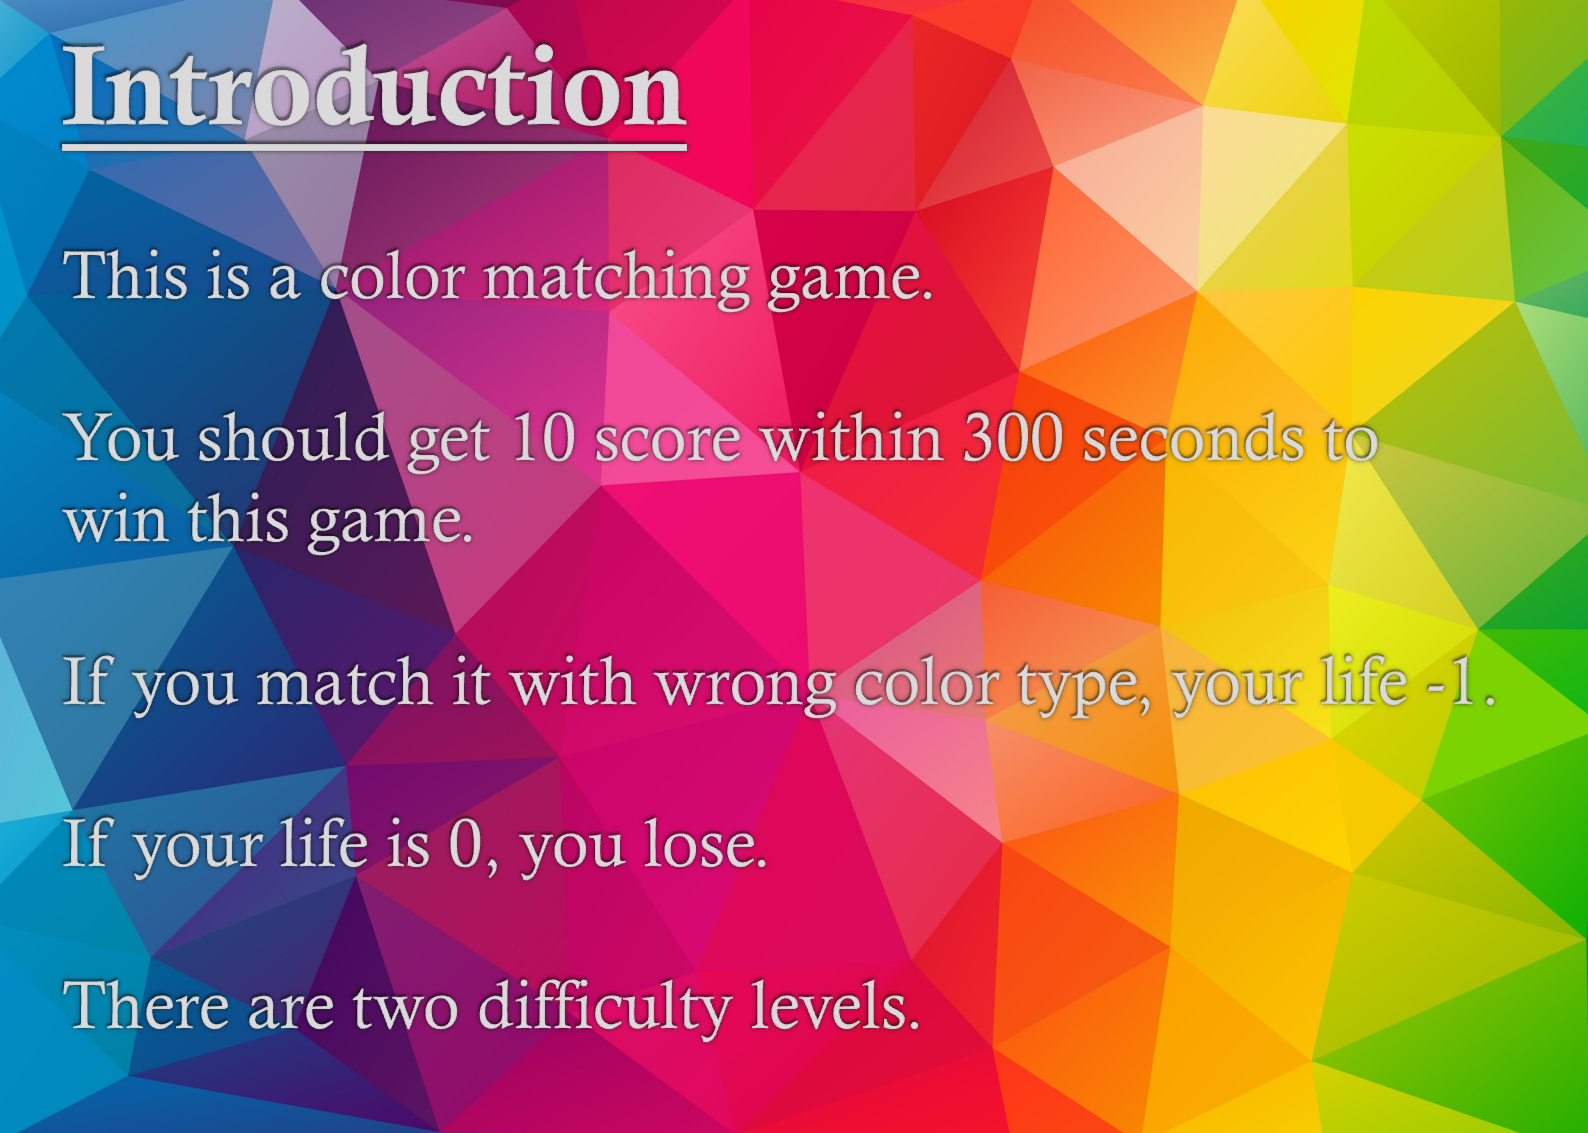 Introduction
This is a color matching game.
You should get 10 score within 300 seconds to
win this game.
If you match it with wrong color type, your life -1.
If your life is 0, you lose.
There are two difficulty levels.